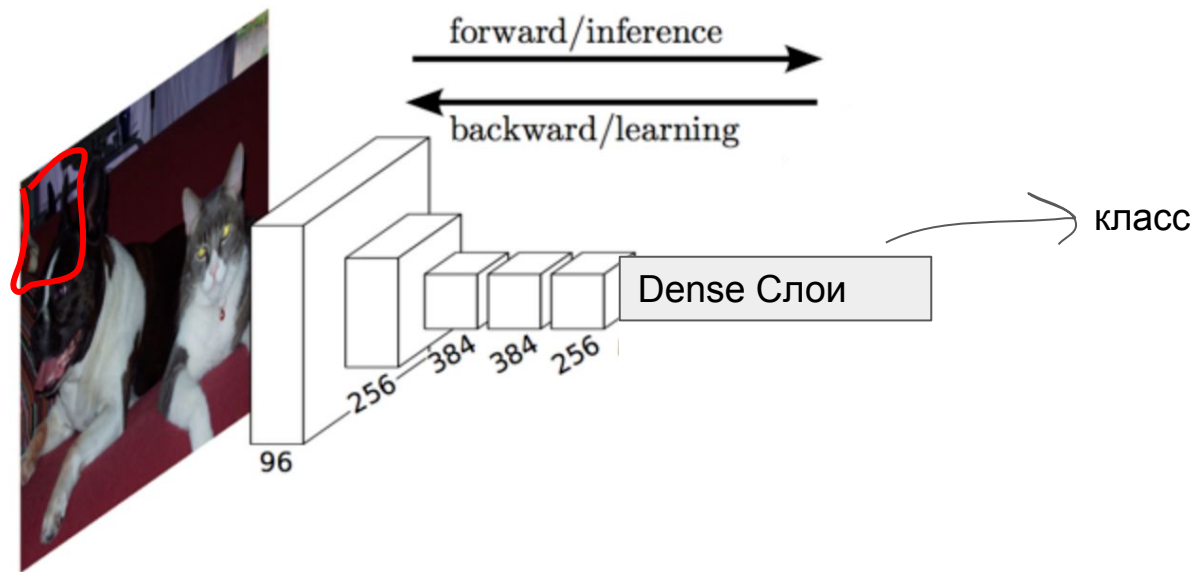 forward/inference
backward/learning
класс
Dense Слои
384
384
256
256
96